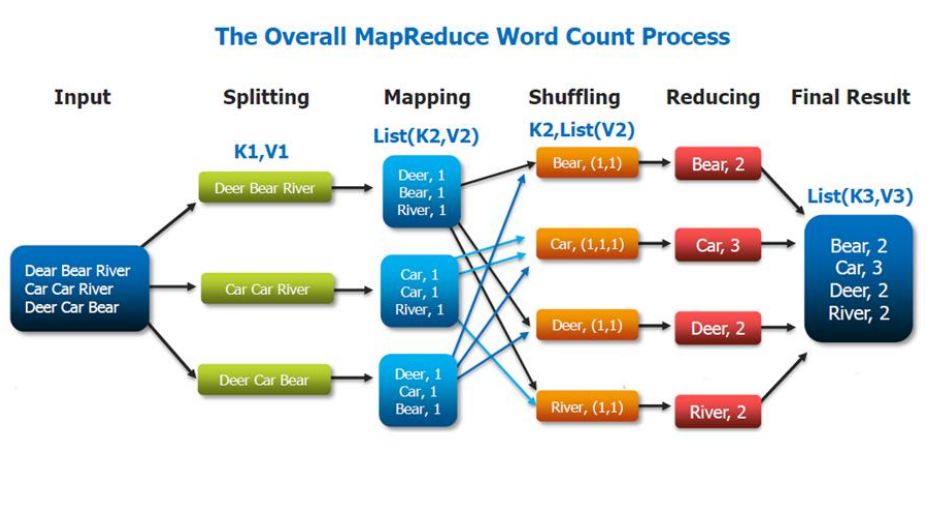 The Overall MapReduce Word Count Process
Input
Splitting
Mapping
Shuffling
Reducing
Final Result
K1,V1
List(K2,V2)
K2,List(V2)
List(K3,V3)
Dear Bear River
Car Car River
Deer Car Bear
Deer Bear River
Car Car River
Deer Car Bear
Deer, 1
Bear, 1
River, 1
Car, 1
Car, 1
River, 1
Deer, 1
Car, 1
Bear, 1
Bear, (1,1)
Car, (1,1,1)
Deer, (1,1)
River, (1,1)
Bear, 2
Car, 3
Deer, 2
River, 2
Bear, 2
Car, 3
Deer, 2
River, 2